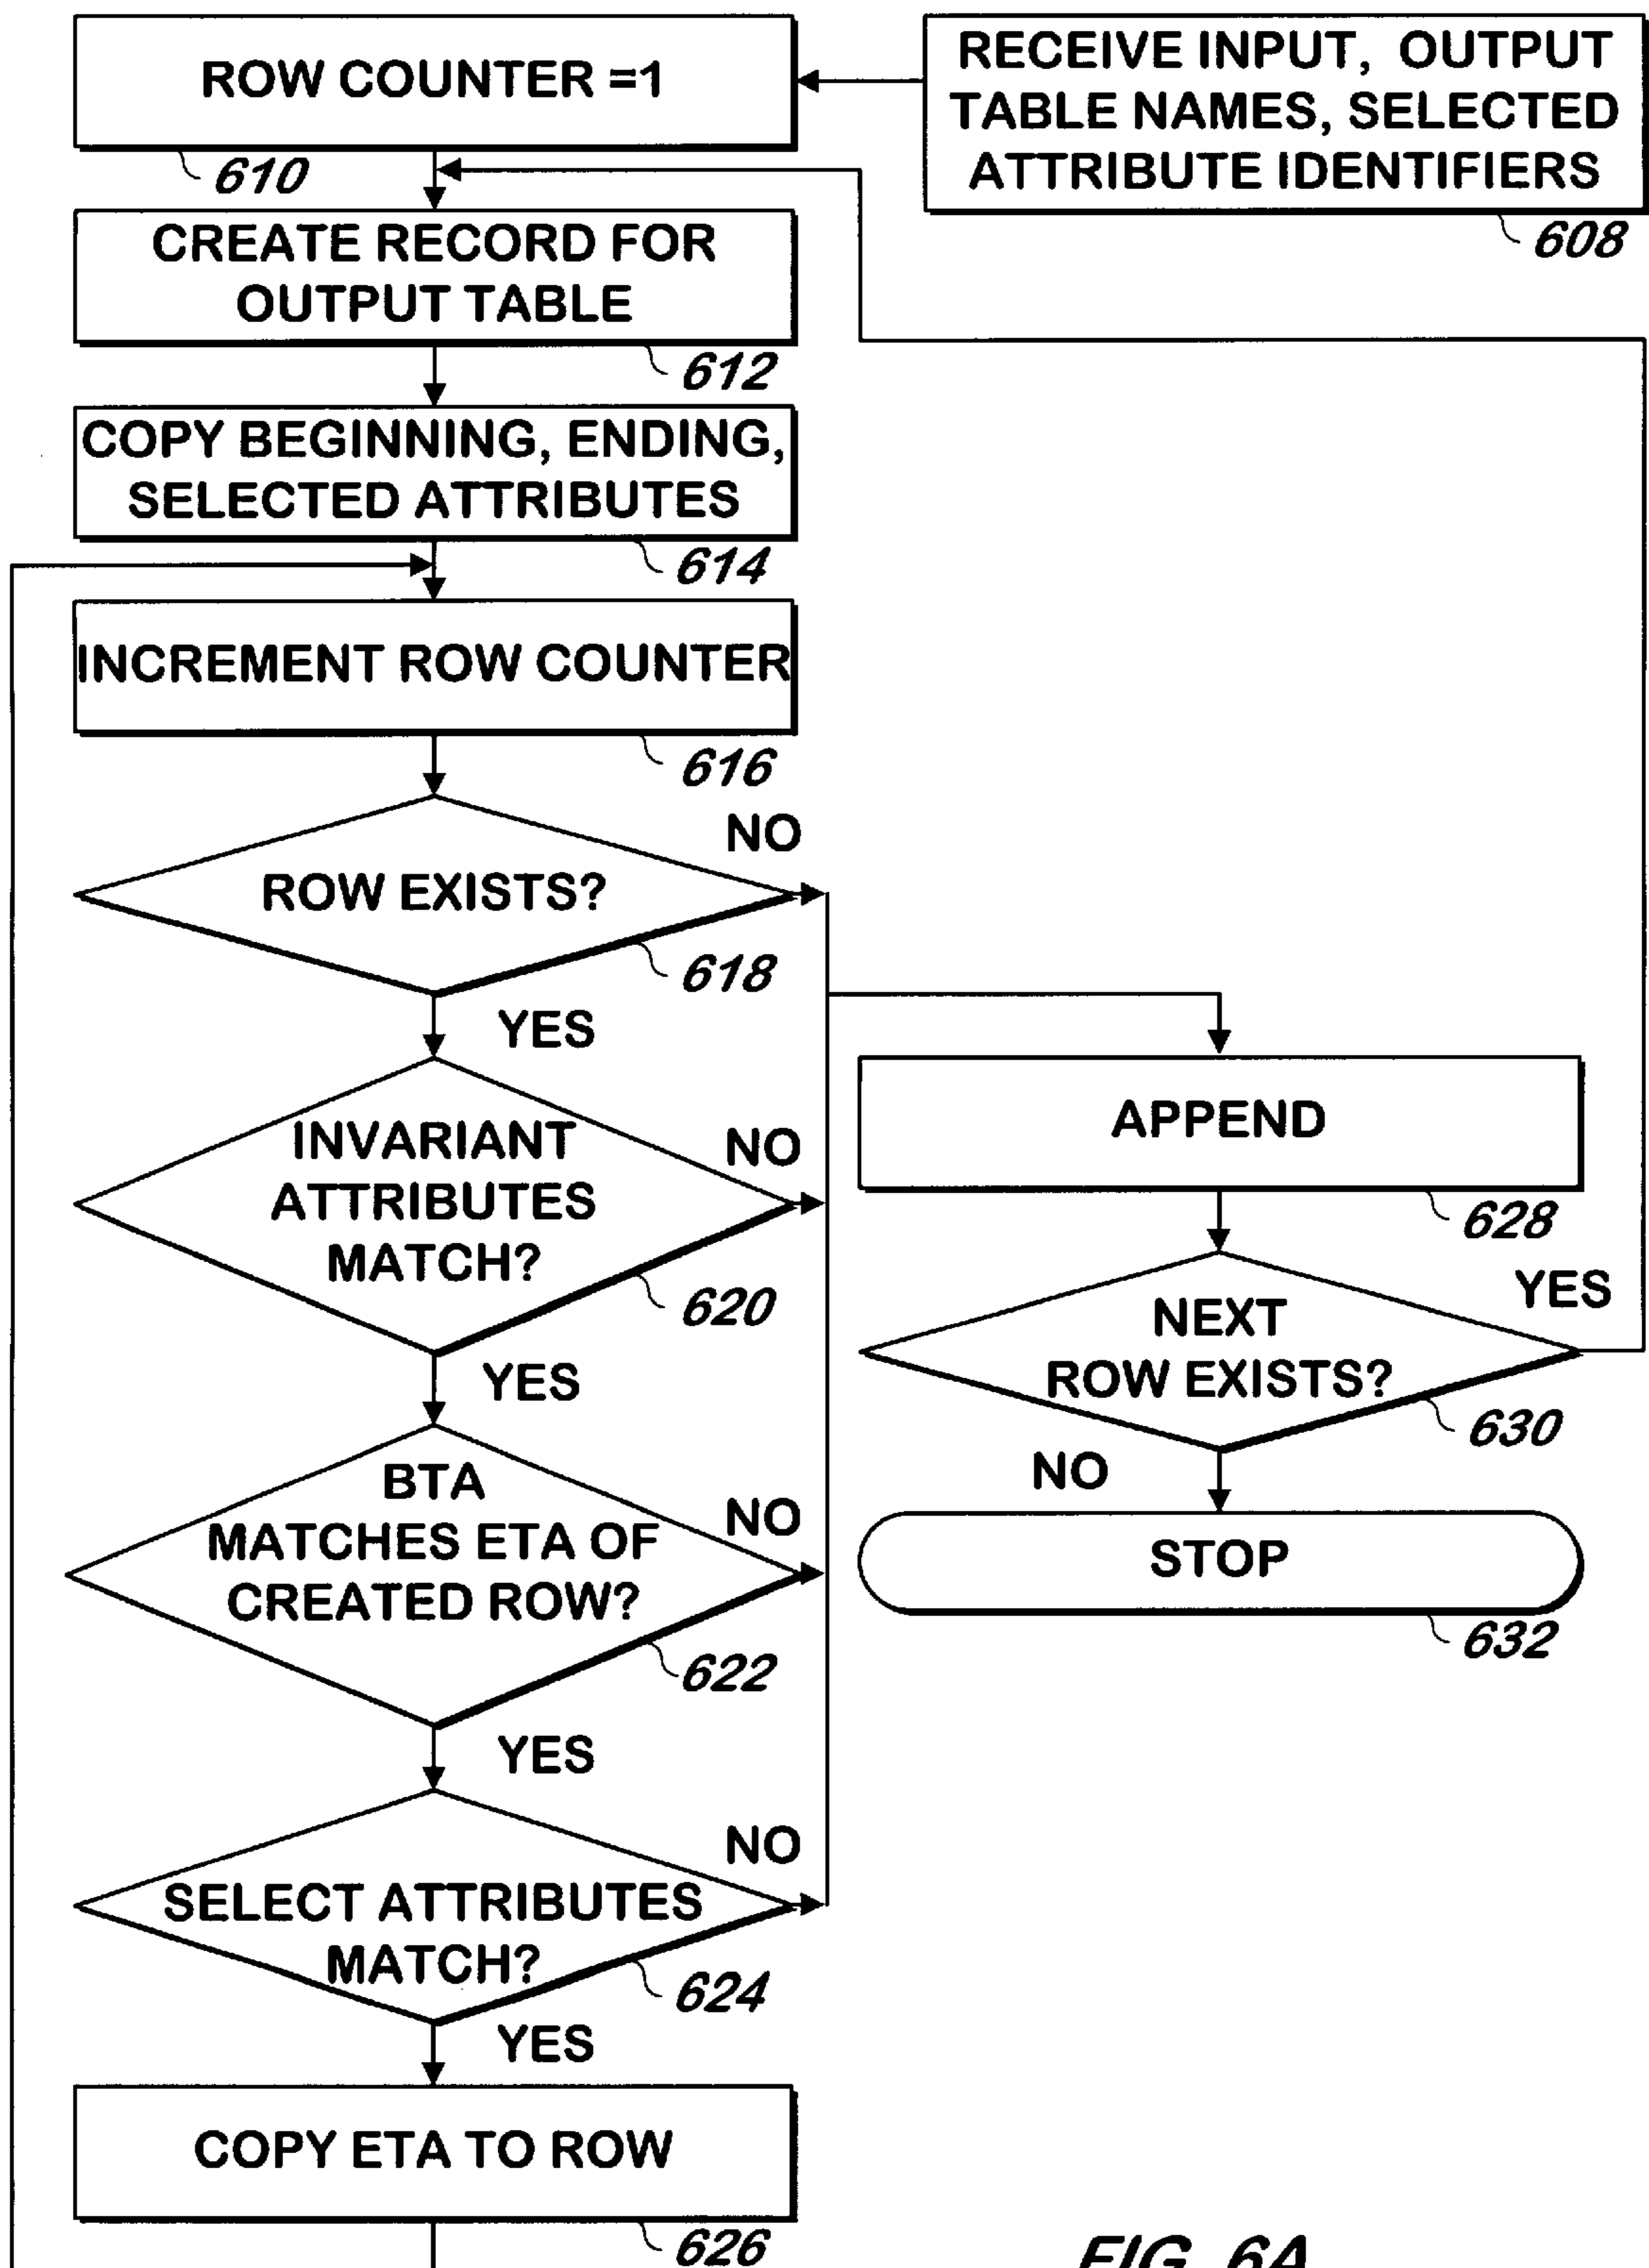 ROW COUNTER =1
610
RECEIVE INPUT, OUTPUT
TABLE NAMES, SELECTED
ATTRIBUTE IDENTIFIERS
608
CREATE RECORD FOR
OUTPUT TABLE
612
COPY BEGINNING, ENDING,
SELECTED ATTRIBUTES
614
INCREMENT ROW COUNTER
616
ROW EXISTS?
NO
618
YES
INVARIANT
ATTRIBUTES
MATCH?
NO
620
YES
BTA
MATCHES ETA OF
CREATED ROW?
NO
622
YES
SELECT ATTRIBUTES
MATCH?
NO
624
YES
COPY ETA TO ROW
626
APPEND
628
NEXT
ROW EXISTS?
YES
630
NO
STOP
632
FIG. 6A